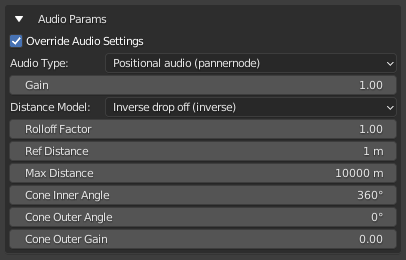 Audio Params
Override Audio Settings
Audio Type: Positional audio (pannernode)
Gain 1.00
Distance Model: Inverse drop off (inverse)
Rolloff Factor 1.00
Ref Distance 1 m
Max Distance 10000 m
Cone Inner Angle 360°
Cone Outer Angle 0°
Cone Outer Gain 0.00